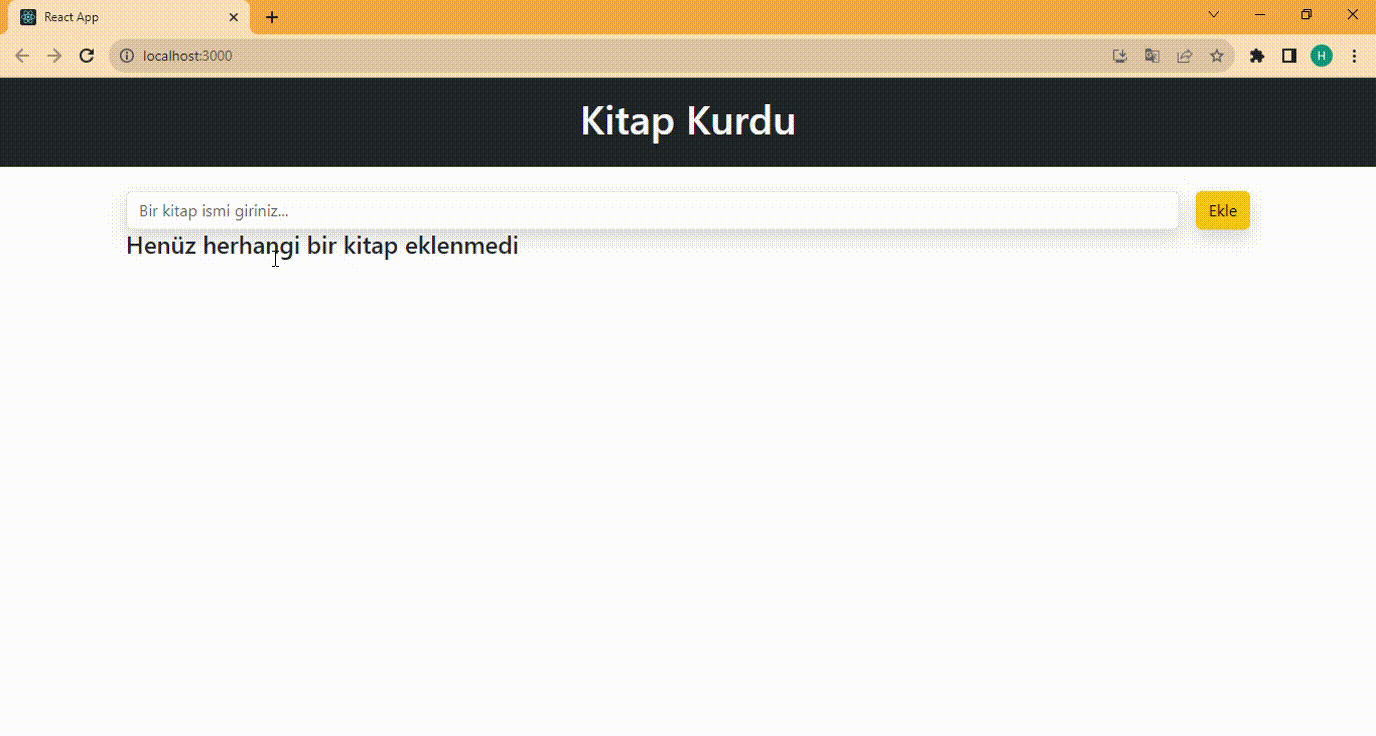 React App
localhost:3000
H
Kitap Kurdu
Bir kitap ismi giriniz...
Ekle
Henüz herhangi bir kitap eklenmedi